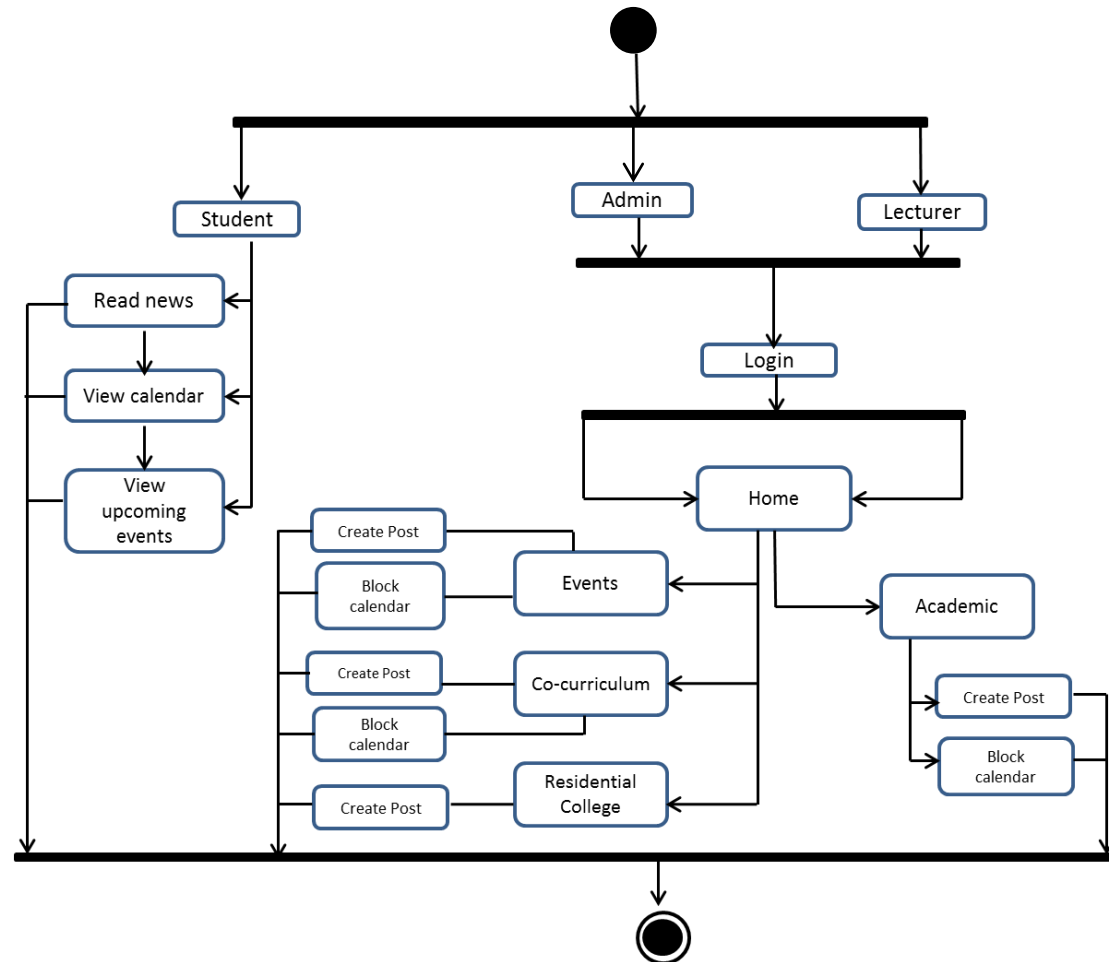 Admin
Student
Lecturer
Read news
Login
View calendar
View
upcoming
events
Home
Create Post
Events
Block
calendar
Academic
Create Post
Co-curriculum
Create Post
Block
calendar
Block
calendar
Residential
College
Create Post